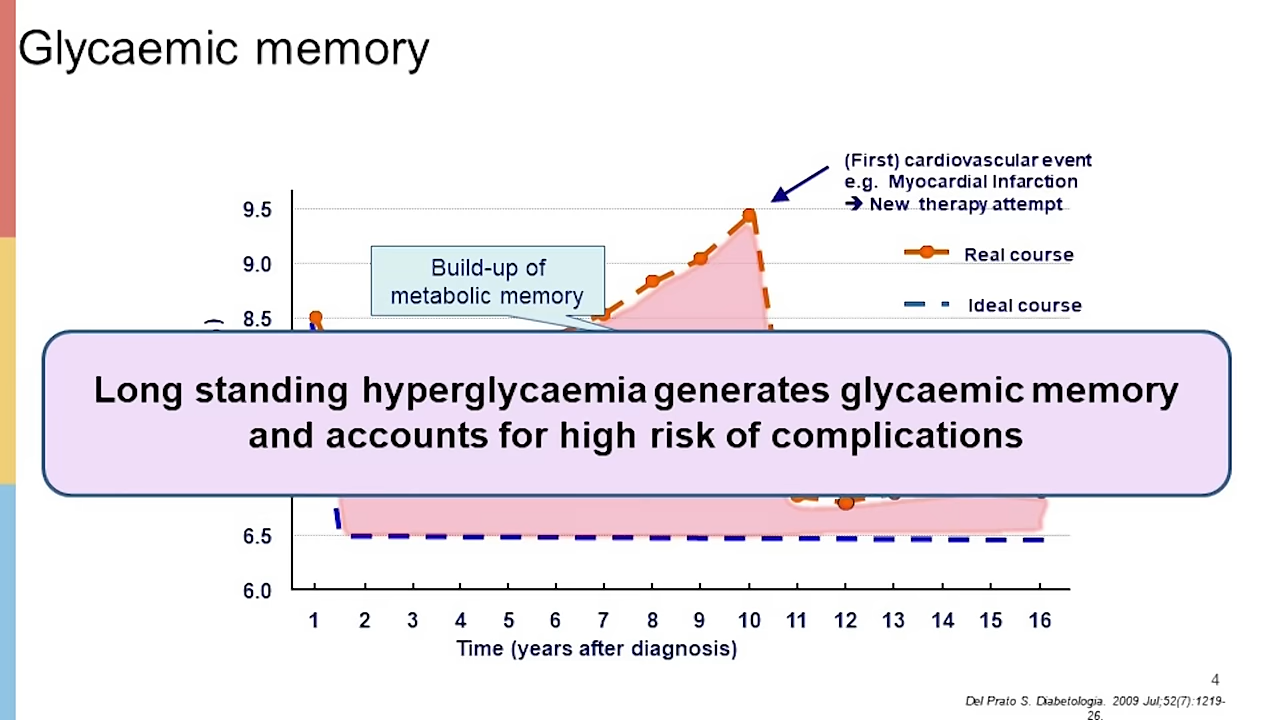 Glycaemic memory
(First) cardiovascular event
e.g. Myocardial Infarction
➔ New therapy attempt
9.5
9.0
8.5
6.5
6.0
Real course
Ideal course
Build-up of
metabolic memory
Long standing hyperglycaemia generates glycaemic memory
and accounts for high risk of complications
1 2 3 4 5 6 7 8 9 10 11 12 13 14 15 16
Time (years after diagnosis)
4
Del Prato S. Diabetologia. 2009 Jul;52(7):1219-
26.